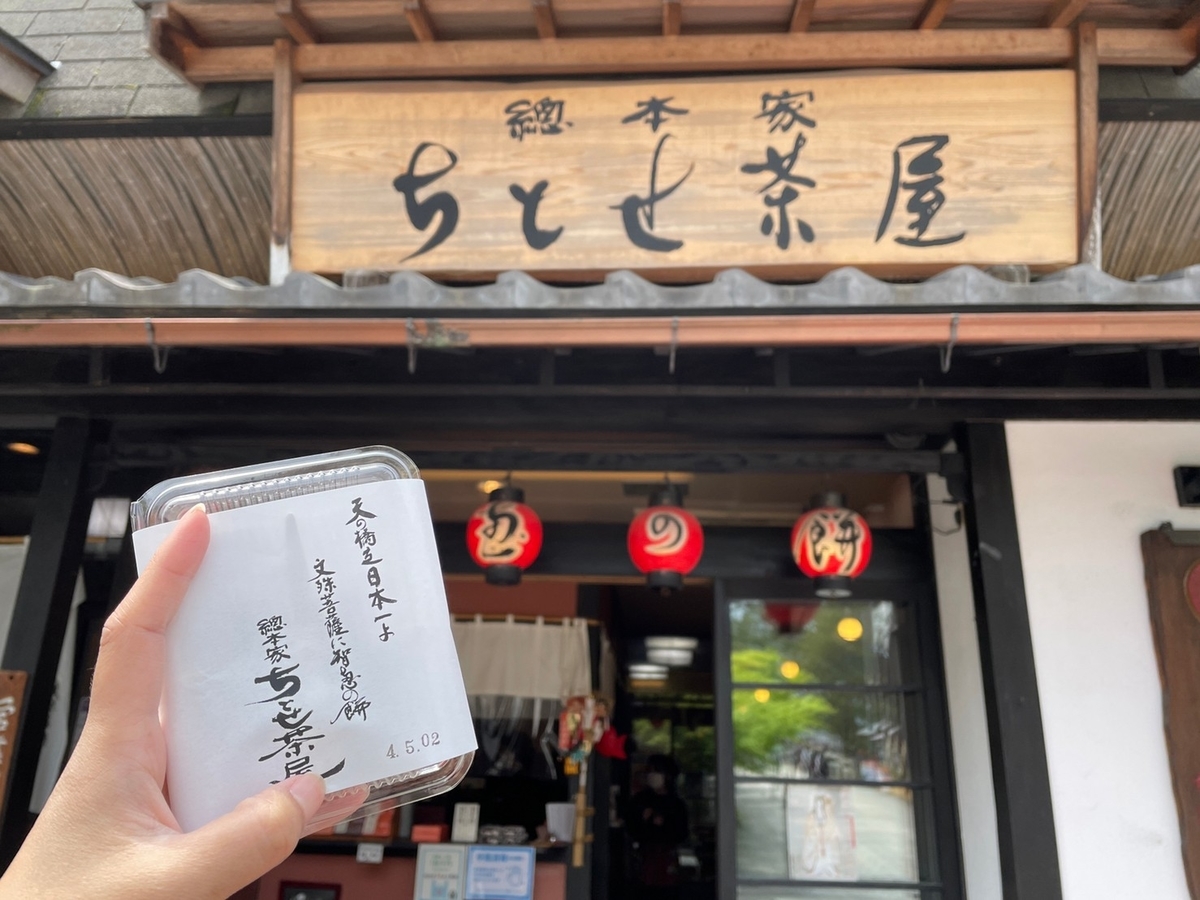 總本家
ちとせ茶屋
恵の餅
天の橋立日本一よ
文殊菩薩に智恵の餅
總本家
ちとせ茶屋
4.5.02